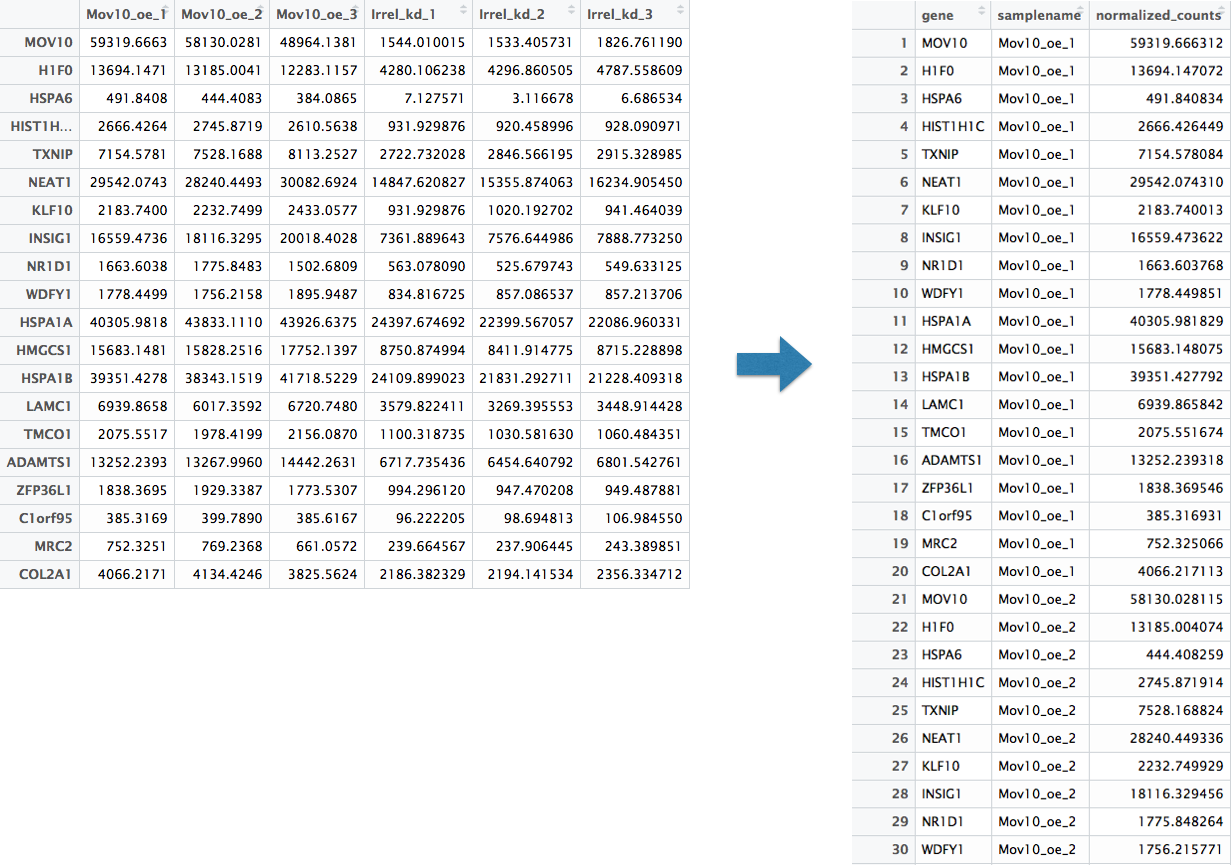 Mov10_oe_1 Mov10_oe_2 Mov10_oe_3 Irrel_kd_1 Irrel_kd_2 Irrel_kd_3
MOV10 59319.6663 58130.0281 48964.1381 1544.010015 1533.405731 1826.761190
H1F0 13694.1471 13185.0041 12283.1157 4280.106238 4296.860505 4787.558609
HSPA6 491.8408 444.4083 384.0865 7.127571 3.116678 6.686534
HIST1H... 2666.4264 2745.8719 2610.5638 931.929876 920.458996 928.090971
TXNIP 7154.5781 7528.1688 8113.2527 2722.732028 2846.566195 2915.328985
NEAT1 29542.0743 28240.4493 30082.6924 14847.620827 15355.874063 16234.905450
KLF10 2183.7400 2232.7499 2433.0577 931.929876 1020.192702 941.464039
INSIG1 16559.4736 18116.3295 20018.4028 7361.889643 7576.644986 7888.773250
NR1D1 1663.6038 1775.8483 1502.6809 563.078090 525.679743 549.633125
WDFY1 1778.4499 1756.2158 1895.9487 834.816725 857.086537 857.213706
HSPA1A 40305.9818 43833.1110 43926.6375 24397.674692 22399.567057 22086.960331
HMGCS1 15683.1481 15828.2516 17752.1397 8750.874994 8411.914775 8715.228898
HSPA1B 39351.4278 38343.1519 41718.5229 24109.899023 21831.292711 21228.409318
LAMC1 6939.8658 6017.3592 6720.7480 3579.822411 3269.395553 3448.914428
TMCO1 2075.5517 1978.4199 2156.0870 1100.318735 1030.581630 1060.484351
ADAMTS1 13252.2393 13267.9960 14442.2631 6717.735436 6454.640792 6801.542761
ZFP36L1 1838.3695 1929.3387 1773.5307 994.296120 947.470208 949.487881
C1orf95 385.3169 399.7890 385.6167 96.222205 98.694813 106.984550
MRC2 752.3251 769.2368 661.0572 239.664567 237.906445 243.389851
COL2A1 4066.2171 4134.4246 3825.5624 2186.382329 2194.141534 2356.334712
gene samplename normalized_counts
1 MOV10 Mov10_oe_1 59319.666312
2 H1F0 Mov10_oe_1 13694.147072
3 HSPA6 Mov10_oe_1 491.840834
4 HIST1H1C Mov10_oe_1 2666.426449
5 TXNIP Mov10_oe_1 7154.578084
6 NEAT1 Mov10_oe_1 29542.074310
7 KLF10 Mov10_oe_1 2183.740013
8 INSIG1 Mov10_oe_1 16559.473622
9 NR1D1 Mov10_oe_1 1663.603768
10 WDFY1 Mov10_oe_1 1778.449851
11 HSPA1A Mov10_oe_1 40305.981829
12 HMGCS1 Mov10_oe_1 15683.148075
13 HSPA1B Mov10_oe_1 39351.427792
14 LAMC1 Mov10_oe_1 6939.865842
15 TMCO1 Mov10_oe_1 2075.551674
16 ADAMTS1 Mov10_oe_1 13252.239318
17 ZFP36L1 Mov10_oe_1 1838.369546
18 C1orf95 Mov10_oe_1 385.316931
19 MRC2 Mov10_oe_1 752.325066
20 COL2A1 Mov10_oe_1 4066.217113
21 MOV10 Mov10_oe_2 58130.028115
22 H1F0 Mov10_oe_2 13185.004074
23 HSPA6 Mov10_oe_2 444.408259
24 HIST1H1C Mov10_oe_2 2745.871914
25 TXNIP Mov10_oe_2 7528.168824
26 NEAT1 Mov10_oe_2 28240.449336
27 KLF10 Mov10_oe_2 2232.749929
28 INSIG1 Mov10_oe_2 18116.329456
29 NR1D1 Mov10_oe_2 1775.848264
30 WDFY1 Mov10_oe_2 1756.215771